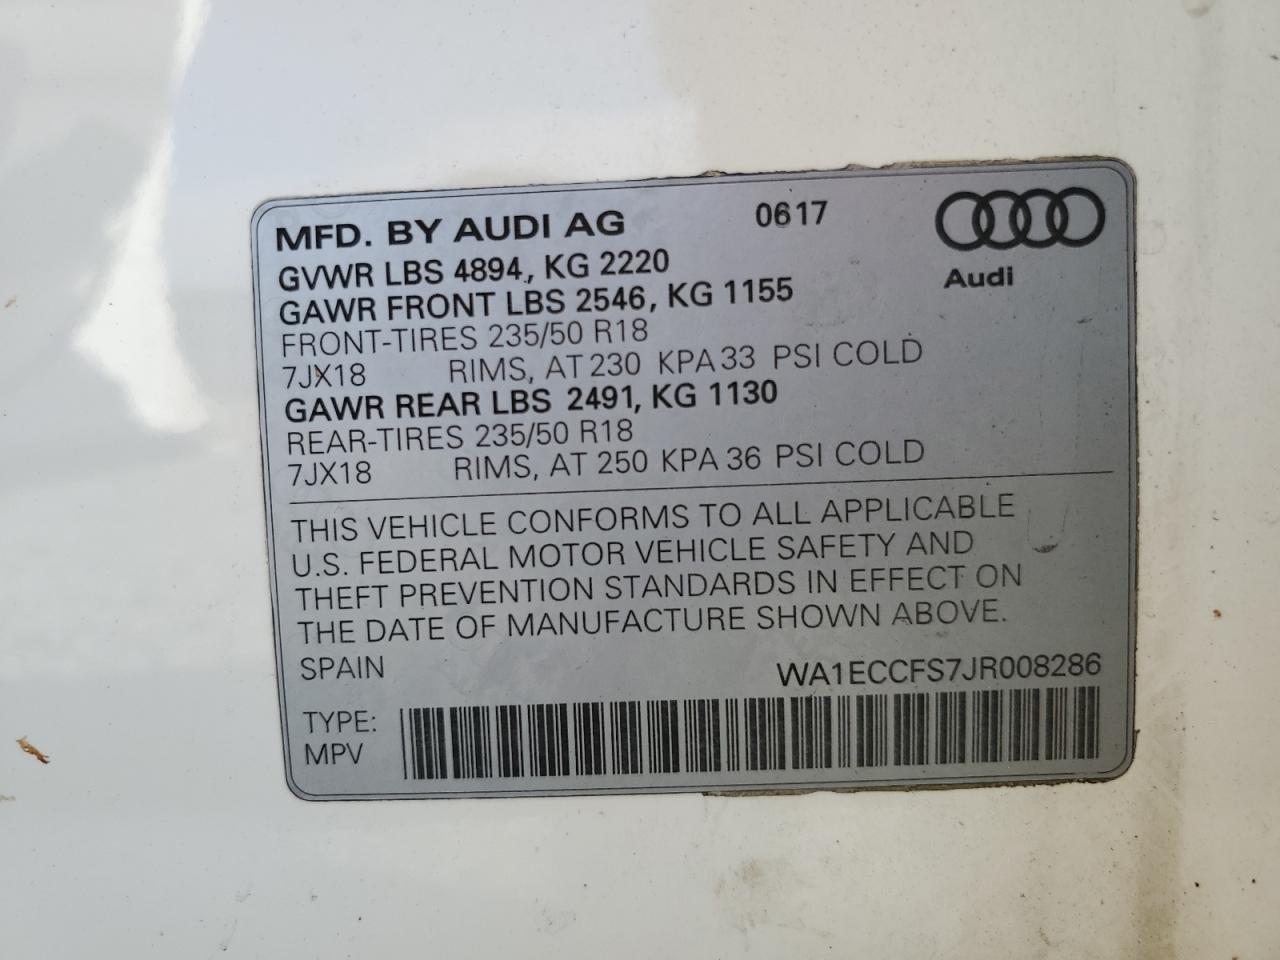 MFD. BY AUDI AG 0617
GVWR LBS 4894, KG 2220
Audi
GAWR FRONT LBS 2546, KG 1155
FRONT-TIRES 235/50 R18
7JX18 RIMS, AT 230 KPA 33 PSI COLD
GAWR REAR LBS 2491, KG 1130
REAR-TIRES 235/50 R18
7JX18 RIMS, AT 250 KPA 36 PSI COLD
THIS VEHICLE CONFORMS TO ALL APPLICABLE
U.S. FEDERAL MOTOR VEHICLE SAFETY AND
THEFT PREVENTION STANDARDS IN EFFECT ON
THE DATE OF MANUFACTURE SHOWN ABOVE.
SPAIN WA1ECCFS7JR008286
TYPE:
MPV